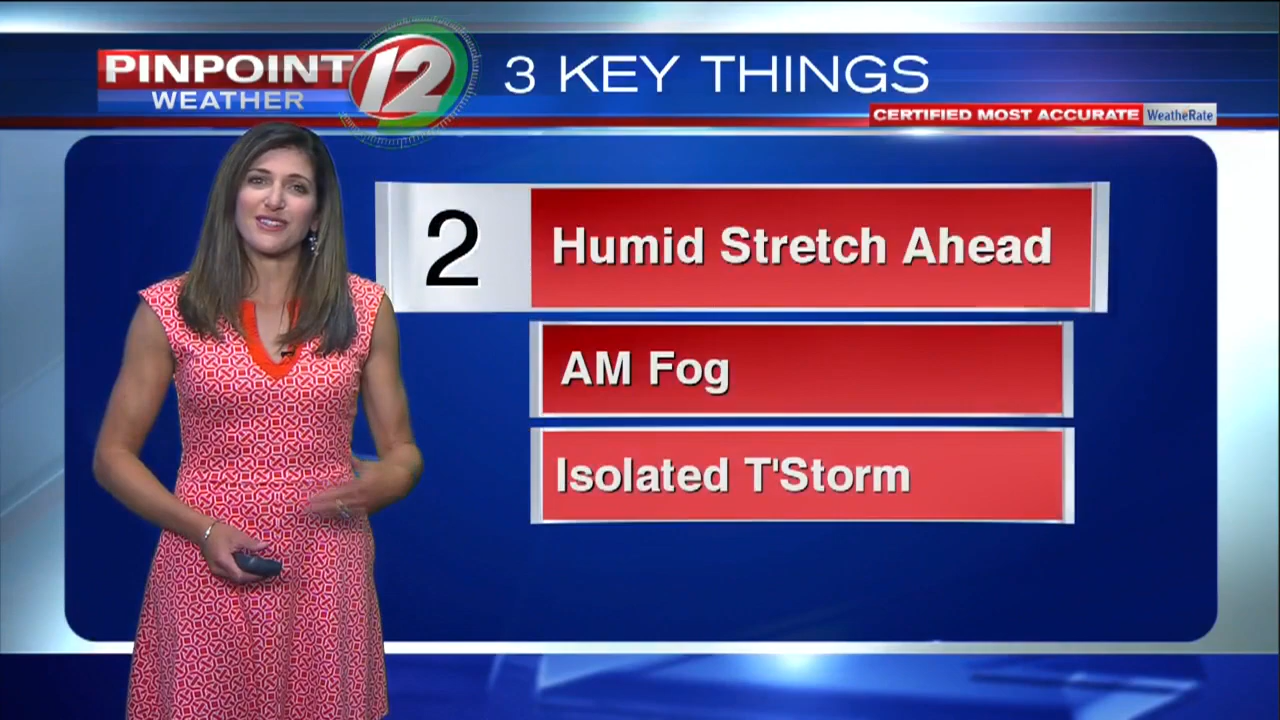 PINPOINT
WEATHER
12
3 KEY THINGS
CERTIFIED MOST ACCURATE WeatheRate
2
Humid Stretch Ahead
AM Fog
Isolated T'Storm